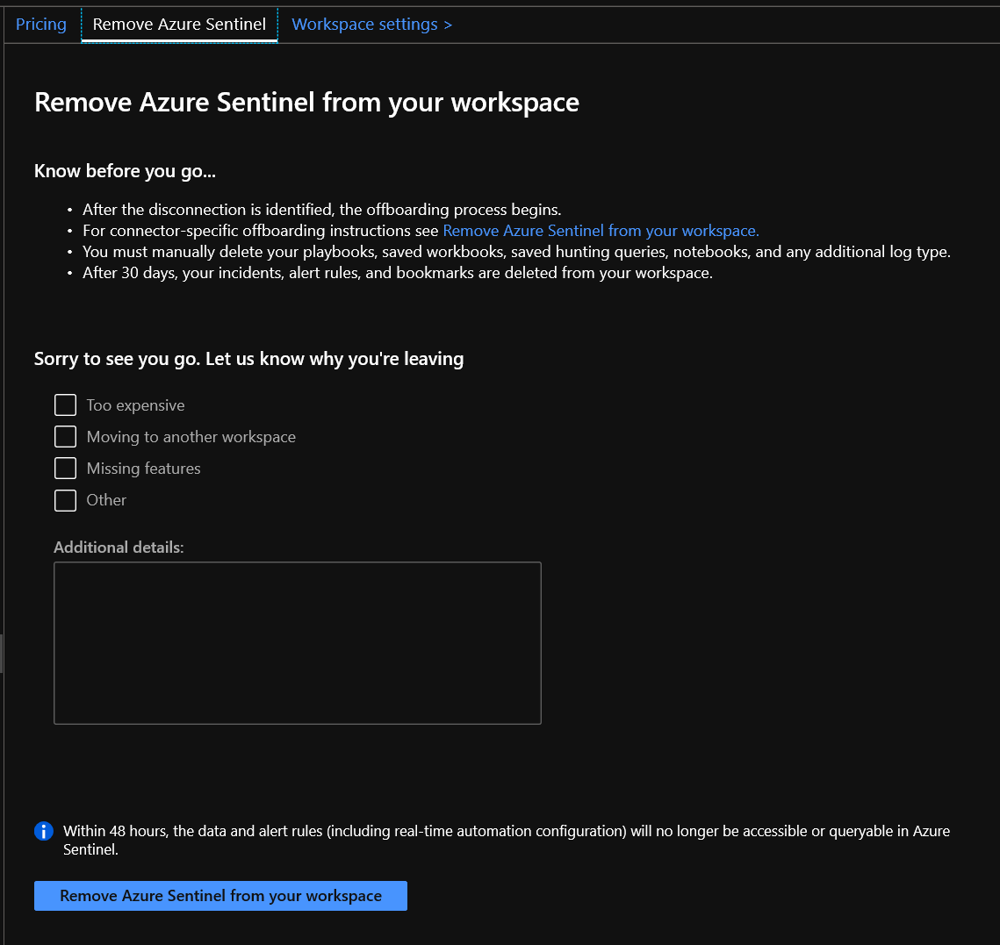 Pricing
Remove Azure Sentinel
Workspace settings >
Remove Azure Sentinel from your workspace
Know before you go...
• After the disconnection is identified, the offboarding process begins.
• For connector-specific offboarding instructions see Remove Azure Sentinel from your workspace.
• You must manually delete your playbooks, saved workbooks, saved hunting queries, notebooks, and any additional log type.
• After 30 days, your incidents, alert rules, and bookmarks are deleted from your workspace.
Sorry to see you go. Let us know why you're leaving
Too expensive
Moving to another workspace
Missing features
Other
Additional details:
Within 48 hours, the data and alert rules (including real-time automation configuration) will no longer be accessible or queryable in Azure
Sentinel.
Remove Azure Sentinel from your workspace